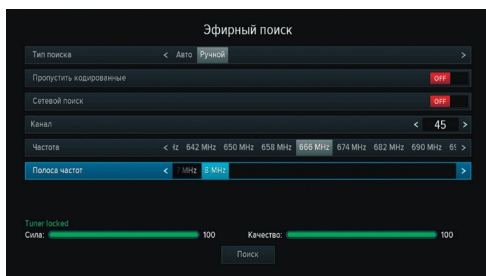 Эфирный поиск
Тип поиска < Авто Ручной >
Пропустить кодированные OFF
Сетевой поиск OFF
Канал < 45 >
Частота < Hz 642 MHz 650 MHz 658 MHz 666 MHz 674 MHz 682 MHz 690 MHz 69 >
Полоса частот < 7 MHz 8 MHz >
Tuner locked
Сила: 100 Качество: 100
Поиск